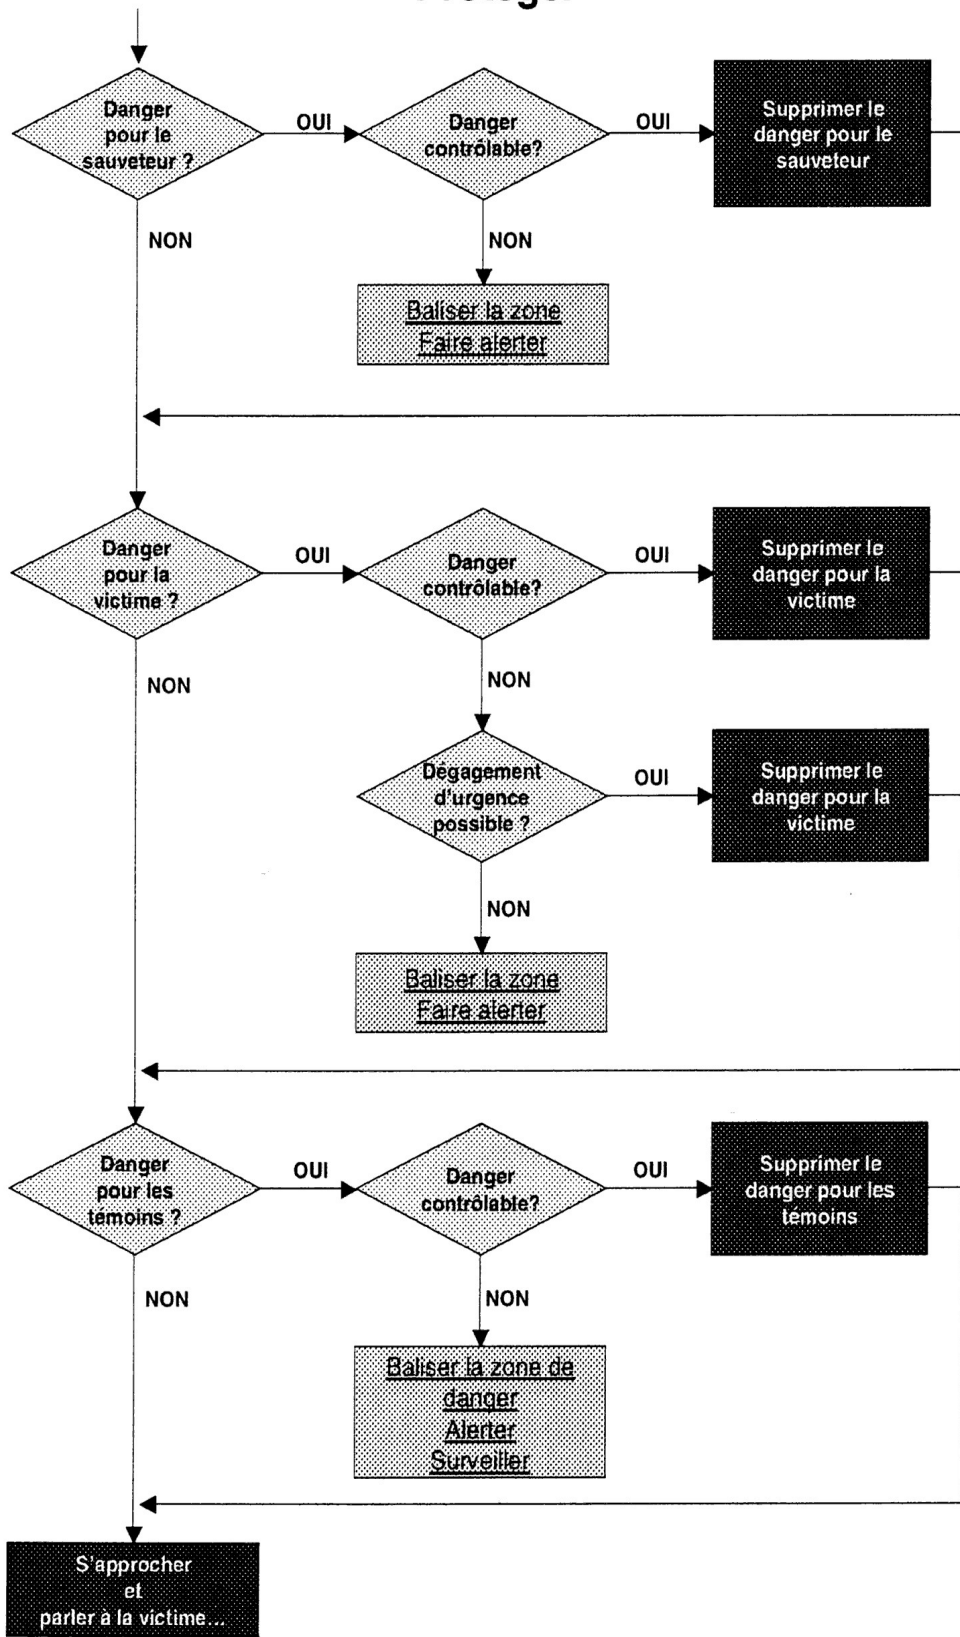 Danger
pour le
sauveteur ?
OUI
Danger
contrôlable?
OUI
Supprimer le
danger pour le
sauveteur
NON
NON
Baliser la zone
Faire alerter
Danger
pour la
victime ?
OUI
Danger
contrôlable?
OUI
Supprimer le
danger pour la
victime
NON
NON
Dégagement
d'urgence
possible ?
OUI
Supprimer le
danger pour la
victime
NON
Baliser la zone
Faire alerter
Danger
pour les
témoins ?
OUI
Danger
contrôlable?
OUI
Supprimer le
danger pour les
témoins
NON
NON
Baliser la zone de
danger
Alerter
Surveiller
S'approcher
et
parler à la victime...